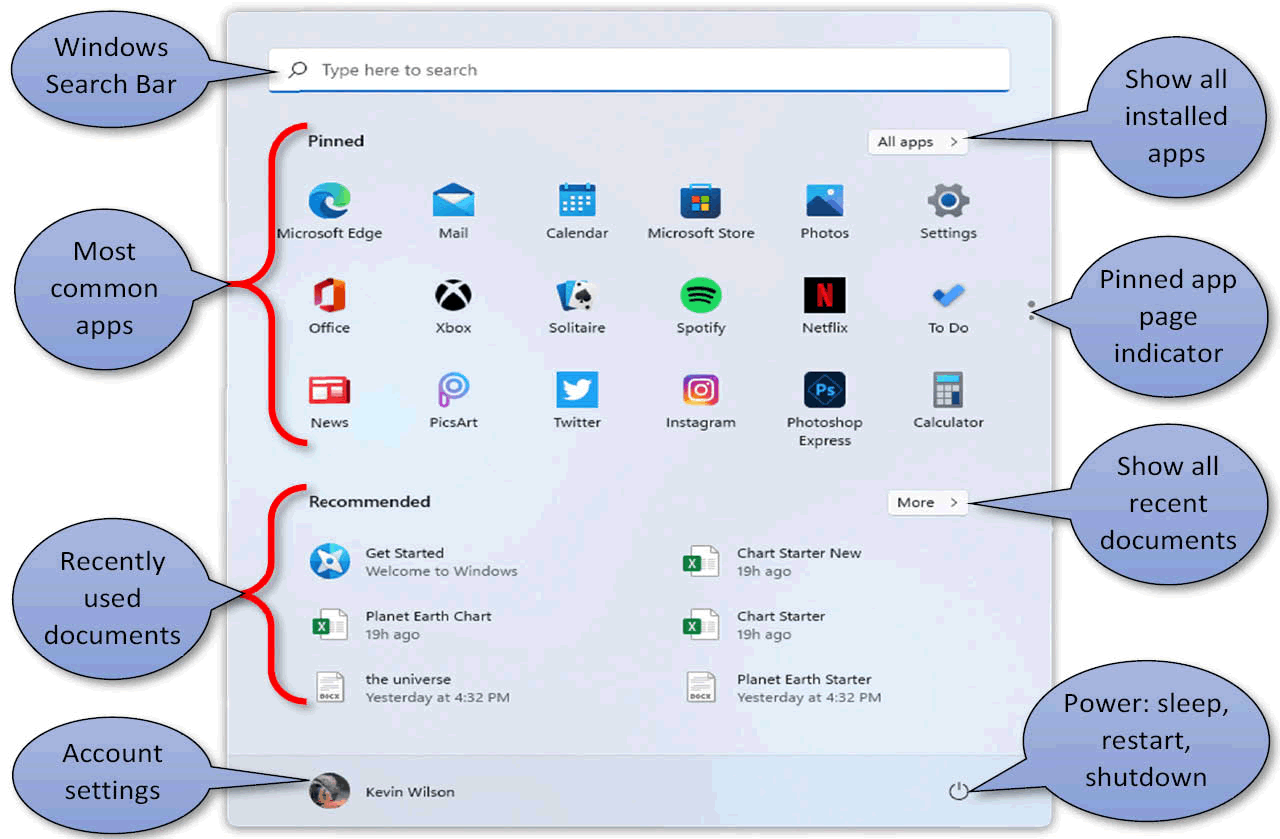 Windows
Search Bar
Type here to search
Show all
installed
apps
Pinned
All apps >
Microsoft Edge
Mail
Calendar
Microsoft Store
Photos
Settings
Most
common
apps
Office
Xbox
Solitaire
Spotify
N
Netflix
To Do
Pinned app
page
indicator
News
PicsArt
Twitter
Instagram
Ps
Photoshop
Express
Calculator
Recommended
More >
Show all
recent
documents
Recently
used
documents
Get Started
Welcome to Windows
X
Chart Starter New
19h ago
X
Planet Earth Chart
19h ago
X
Chart Starter
19h ago
DOCX
the universe
Yesterday at 4:32 PM
DOCX
Planet Earth Starter
Yesterday at 4:32 PM
Account
settings
Kevin Wilson
Power: sleep,
restart,
shutdown